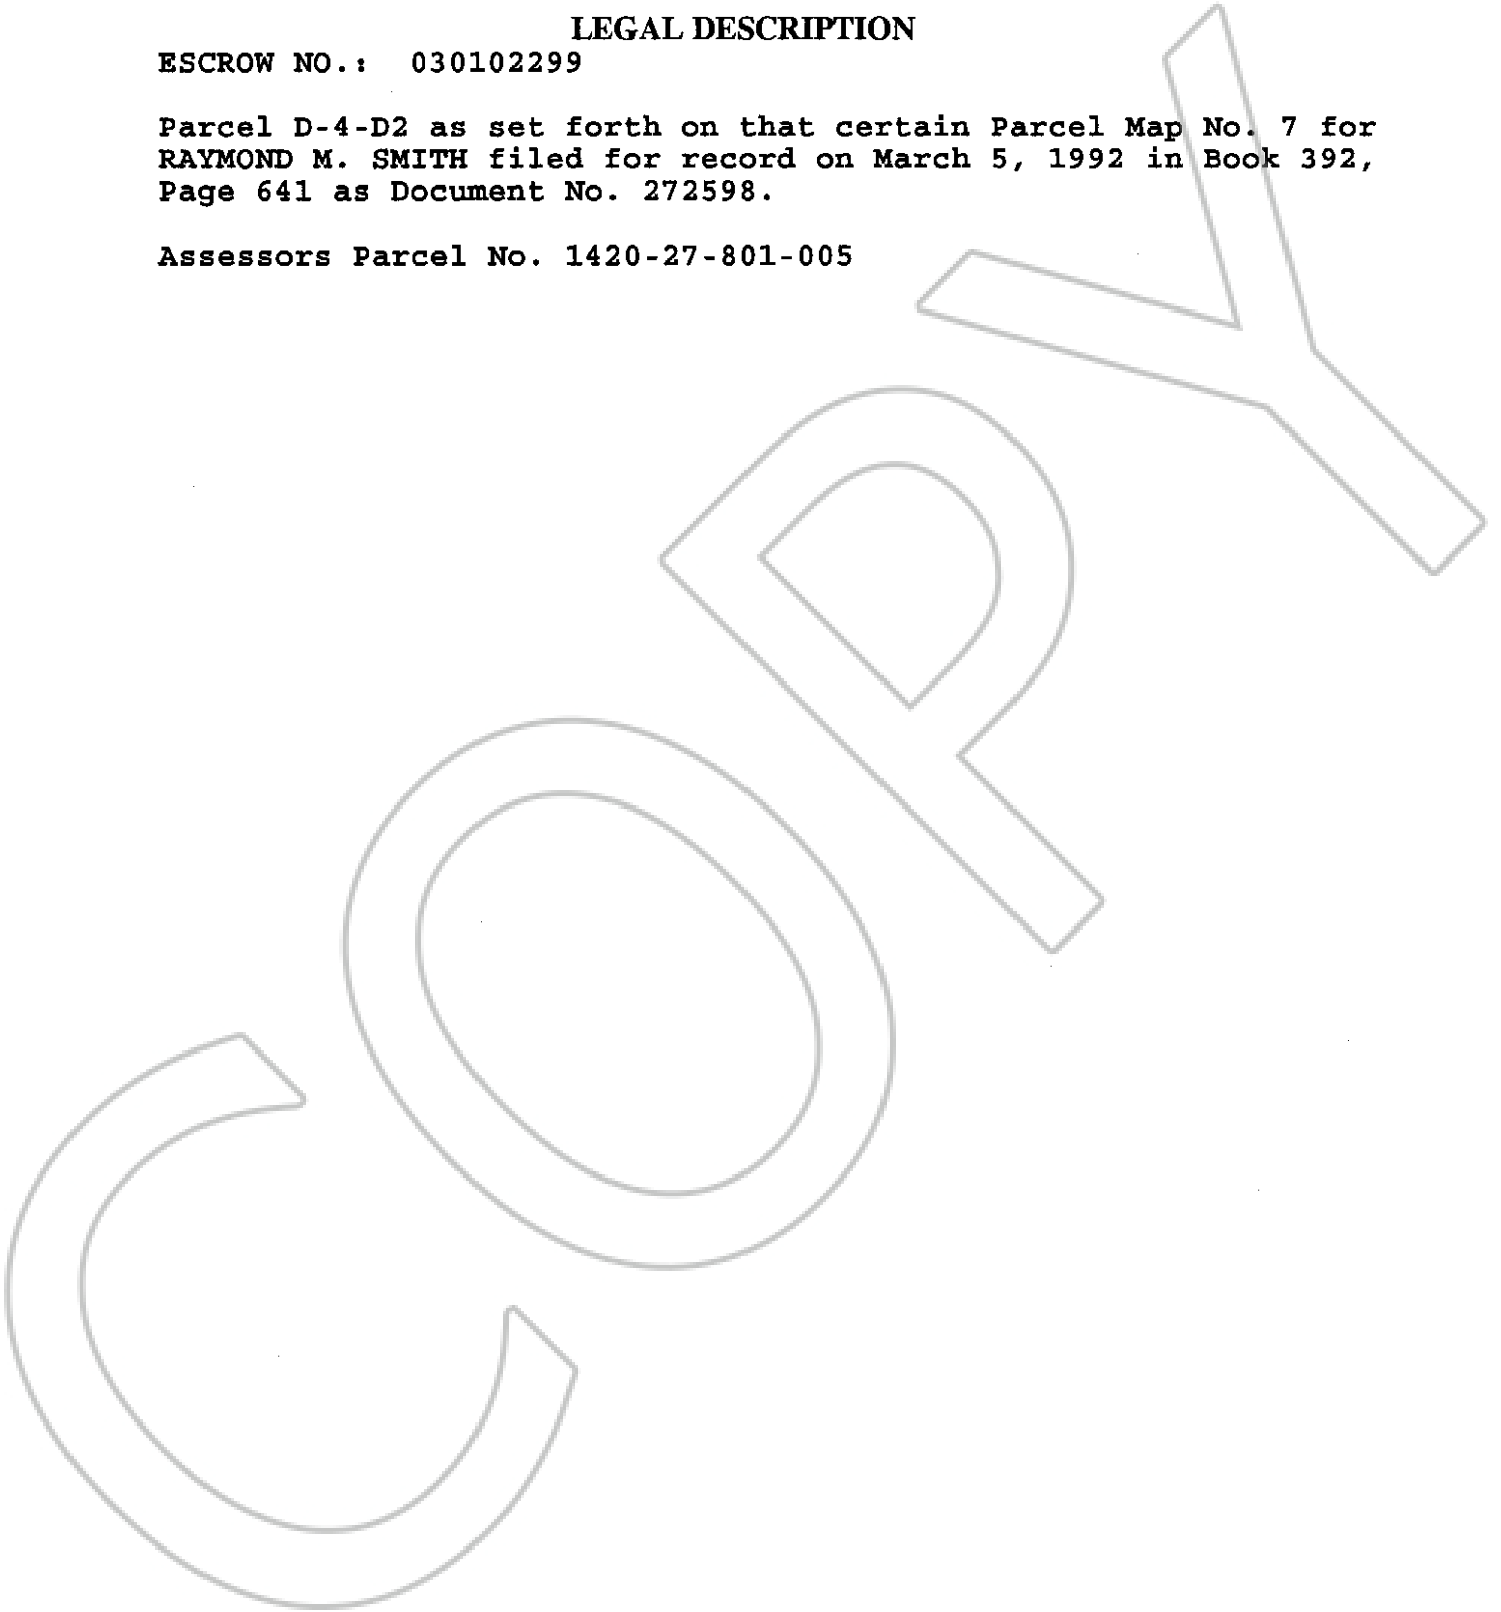 LEGAL DESCRIPTION
ESCROW NO.: 030102299
Parcel D-4-D2 as set forth on that certain Parcel Map No. 7 for
RAYMOND M. SMITH filed for record on March 5, 1992 in Book 392,
Page 641 as Document No. 272598.
Assessors Parcel No. 1420-27-801-005
COPY